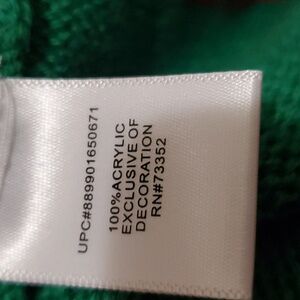 UPC#889901650671
100%ACRYLIC
EXCLUSIVE OF
DECORATION
RN#73352